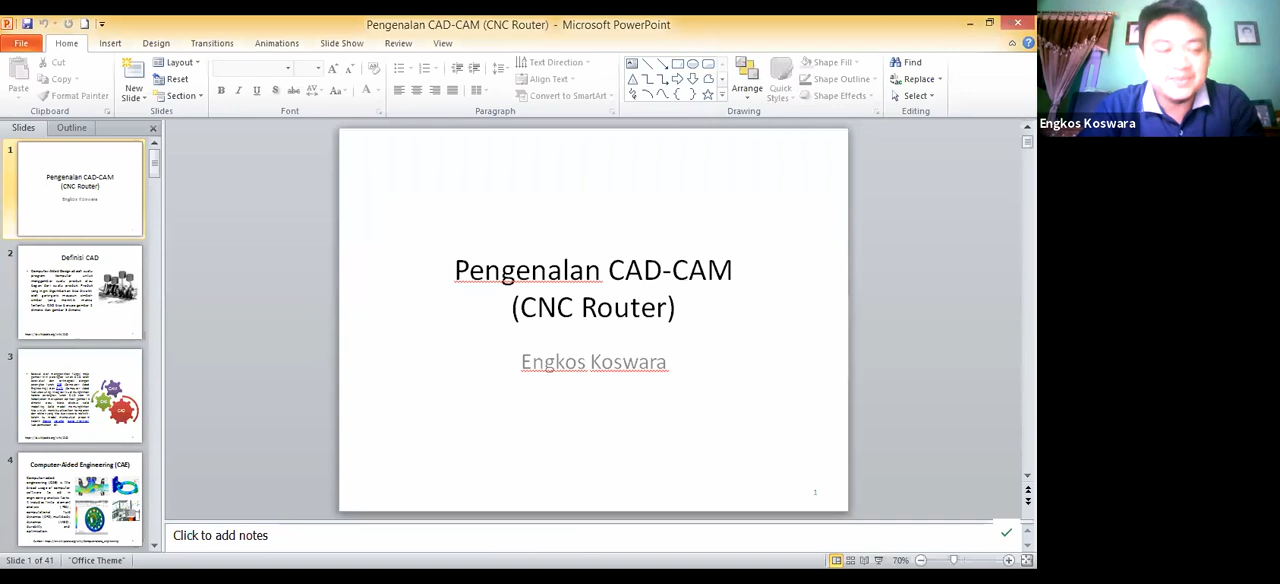 Pengenalan CAD-CAM (CNC Router) - Microsoft PowerPoint
File Home Insert Design Transitions Animations Slide Show Review View
Paste
Cut
Copy
Format Painter
Clipboard
New Slide
Layout
Reset
Section
Slides
Font
Paragraph
Text Direction
Align Text
Convert to SmartArt
Arrange
Quick Styles
Shape Fill
Shape Outline
Shape Effects
Drawing
Find
Replace
Select
Editing
Engkos Koswara
Slides Outline
1
Pengenalan CAD-CAM
(CNC Router)
Engkos Koswara
2
Definisi CAD
3
4
Computer-Aided Engineering (CAE)
Pengenalan CAD-CAM
(CNC Router)
Engkos Koswara
1
Click to add notes
Slide 1 of 41 "Office Theme" 70%